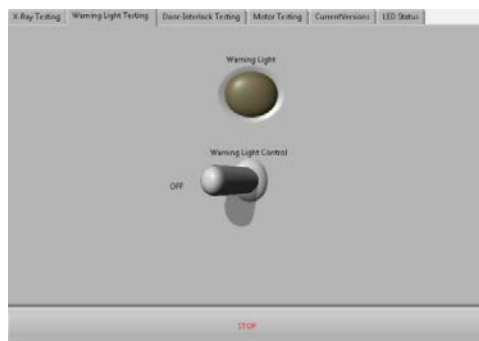 X-Ray Testing Warning Light Testing Door-Interlock Testing Motor Testing CurrentVersions LED Status
Warning Light
Warning Light Control
OFF
STOP